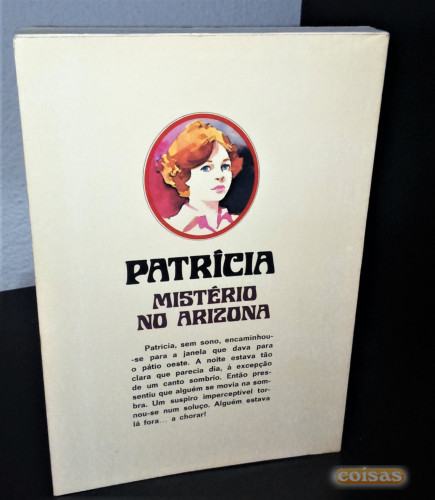 PATRÍCIA
MISTÉRIO
NO ARIZONA
Patrícia, sem sono, encaminhou-
-se para a janela que dava para
o pátio oeste. A noite estava tão
clara que parecia dia, à excepção
de um canto sombrio. Então pres-
sentiu que alguém se movia na som-
bra. Um suspiro imperceptível tor-
nou-se num soluço. Alguém estava
lá fora... a chorar!
coisas